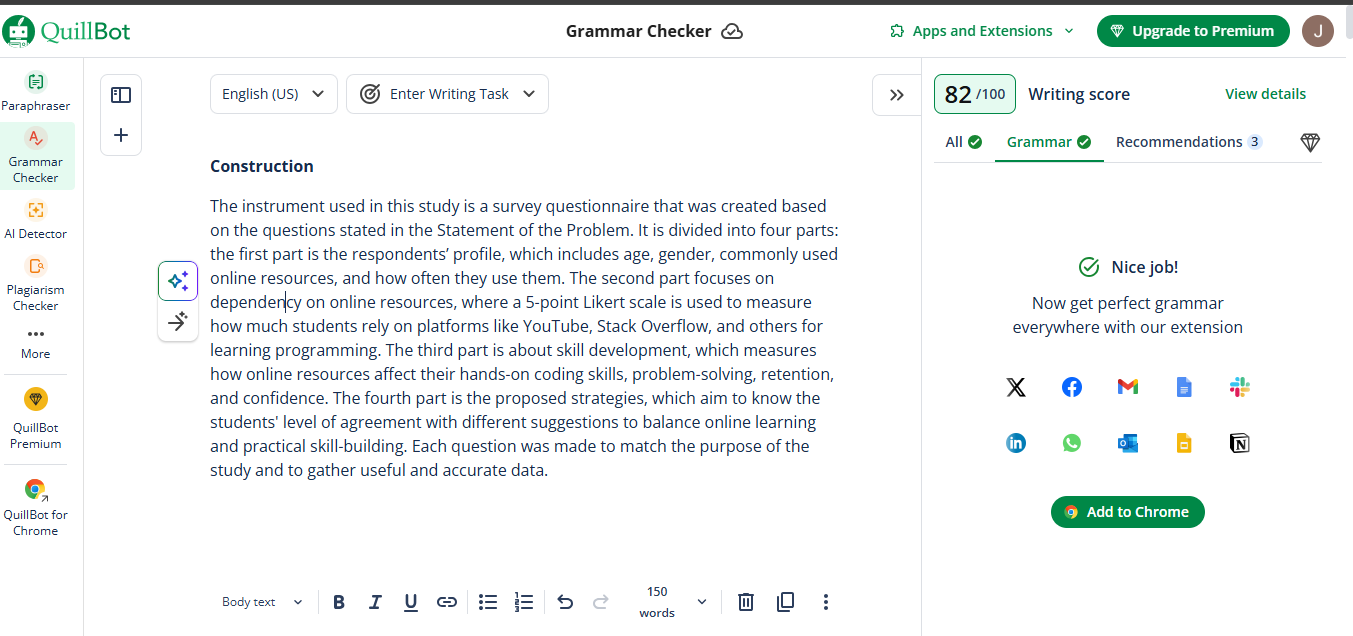 QuillBot
Grammar Checker
Apps and Extensions
Upgrade to Premium
J
Paraphraser
Grammar
Checker
AI Detector
Plagiarism
Checker
More
QuillBot
Premium
QuillBot for
Chrome
English (US)
Enter Writing Task
Construction
The instrument used in this study is a survey questionnaire that was created based
on the questions stated in the Statement of the Problem. It is divided into four parts:
the first part is the respondents’ profile, which includes age, gender, commonly used
online resources, and how often they use them. The second part focuses on
dependency on online resources, where a 5-point Likert scale is used to measure
how much students rely on platforms like YouTube, Stack Overflow, and others for
learning programming. The third part is about skill development, which measures
how online resources affect their hands-on coding skills, problem-solving, retention,
and confidence. The fourth part is the proposed strategies, which aim to know the
students' level of agreement with different suggestions to balance online learning
and practical skill-building. Each question was made to match the purpose of the
study and to gather useful and accurate data.
Body text
B
I
U
150
words
82 /100
Writing score
View details
All
Grammar
Recommendations 3
Nice job!
Now get perfect grammar
everywhere with our extension
Add to Chrome